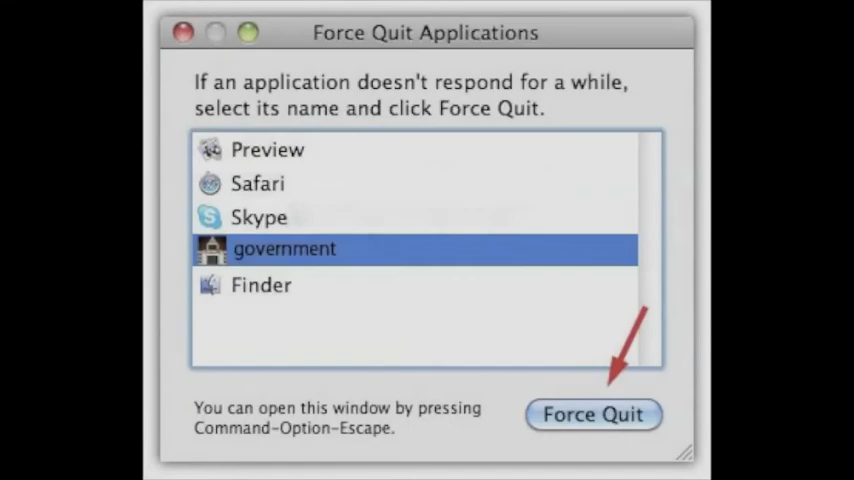 Force Quit Applications
If an application doesn't respond for a while,
select its name and click Force Quit.
Preview
Safari
Skype
government
Finder
You can open this window by pressing
Command-Option-Escape.
Force Quit